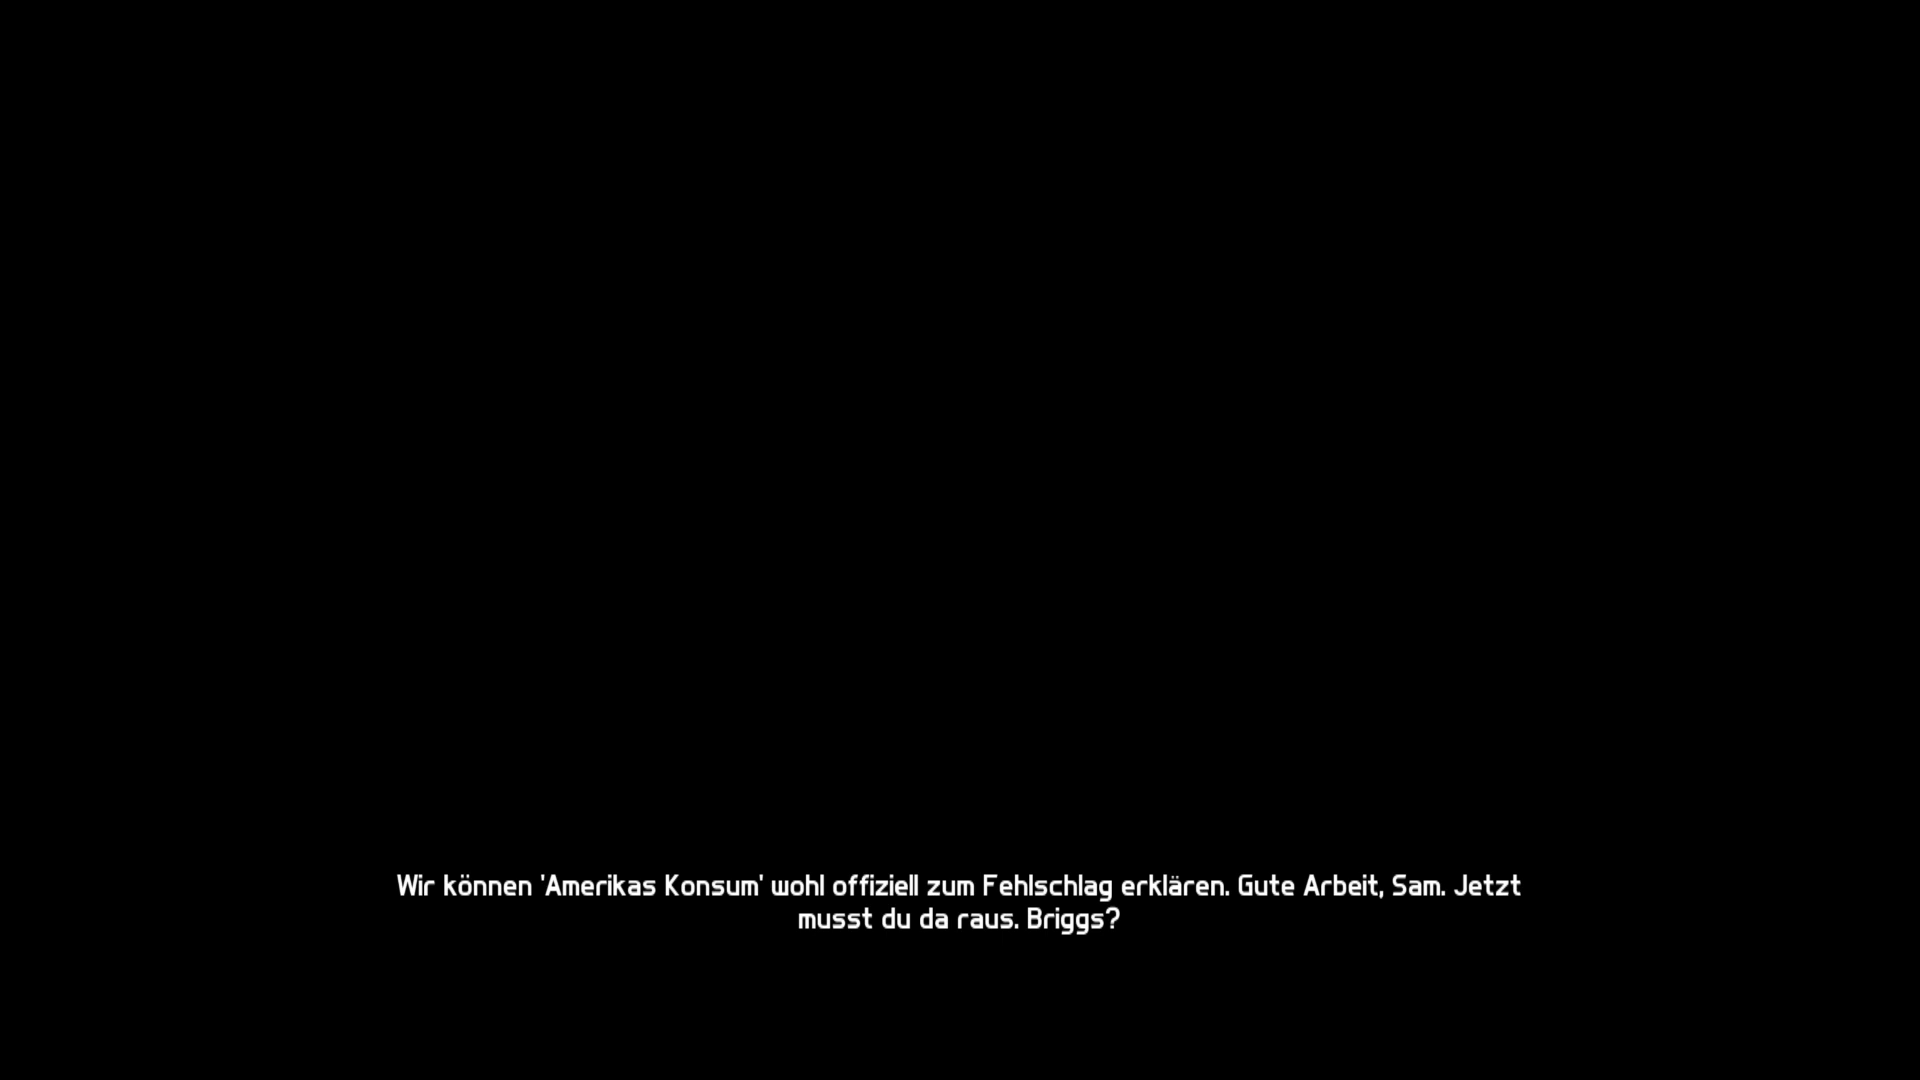 Wir können 'Amerikas Konsum' wohl offiziell zum Fehlschlag erklären. Gute Arbeit, Sam. Jetzt
musst du da raus. Briggs?